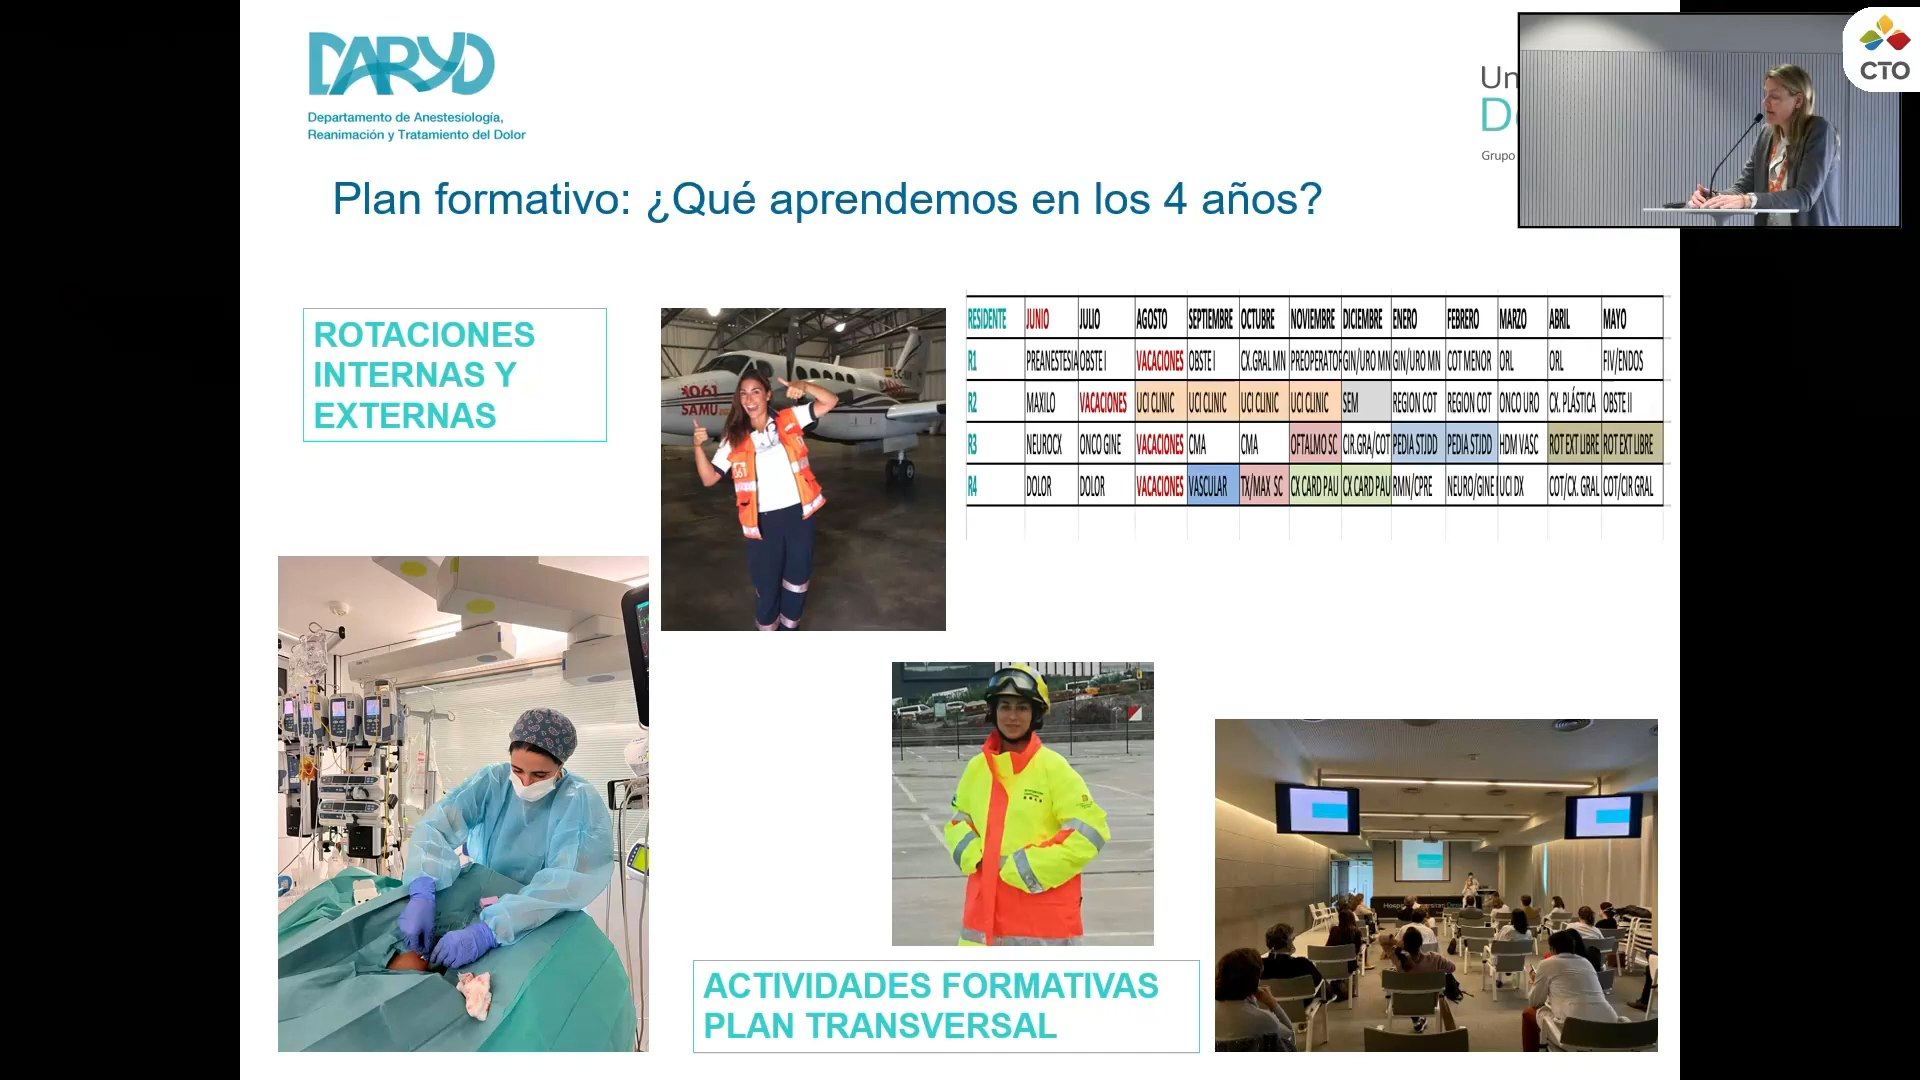 DARYD
Departamento de Anestesiología,
Reanimación y Tratamiento del Dolor
Un
D
Grupo
CTO
Plan formativo: ¿Qué aprendemos en los 4 años?
ROTACIONES
INTERNAS Y
EXTERNAS
061
SAMU
RESIDENTE JUNIO JULIO AGOSTO SEPTIEMBRE OCTUBRE NOVIEMBRE DICIEMBRE ENERO FEBRERO MARZO ABRIL MAYO
R1 PREANESTESIA OBSTE I VACACIONES OBSTE I CX.GRAL MN PREOPERATOR GIN/URO MN GIN/URO MN COT MENOR ORL ORL FIV/ENDOS
R2 MAXILO VACACIONES UCI CLINIC UCI CLINIC UCI CLINIC UCI CLINIC SEM REGION COT REGION COT ONCO URO CX. PLÁSTICA OBSTE II
R3 NEUROCX ONCO GINE VACACIONES CMA CMA OFTALMO SC CIR.GRA/COT PEDIA STJDD PEDIA STJDD HDM VASC ROT EXT LIBRE ROT EXT LIBRE
R4 DOLOR DOLOR VACACIONES VASCULAR TX/MAX SC CX CARD PAU CX CARD PAU RMN/CPRE NEURO/GINE UCI DX COT/CX. GRAL COT/CIR GRAL
ACTIVIDADES FORMATIVAS
PLAN TRANSVERSAL